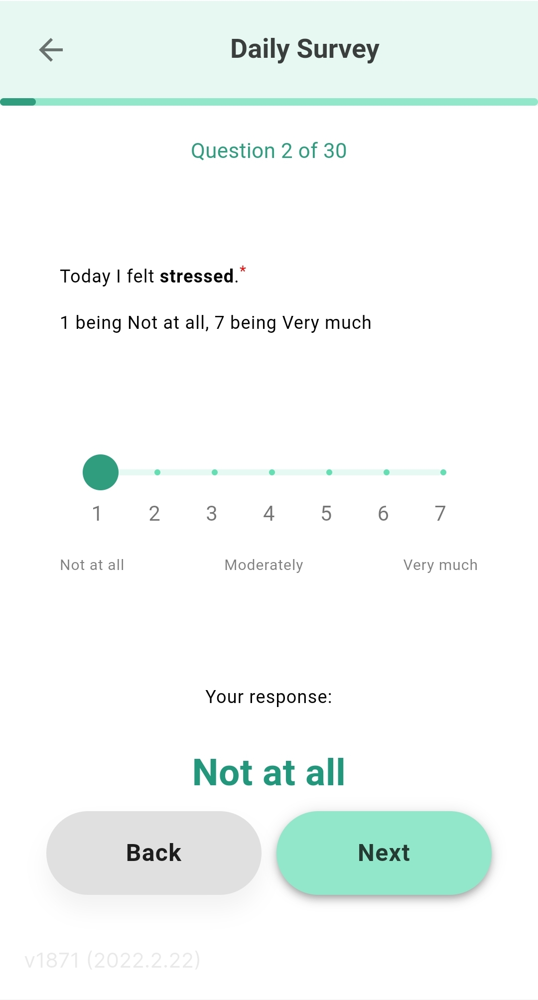 Daily Survey
Question 2 of 30
Today I felt stressed.*
1 being Not at all, 7 being Very much
1 2 3 4 5 6 7
Not at all Moderately Very much
Your response:
Not at all
Back Next
v1871 (2022.2.22)